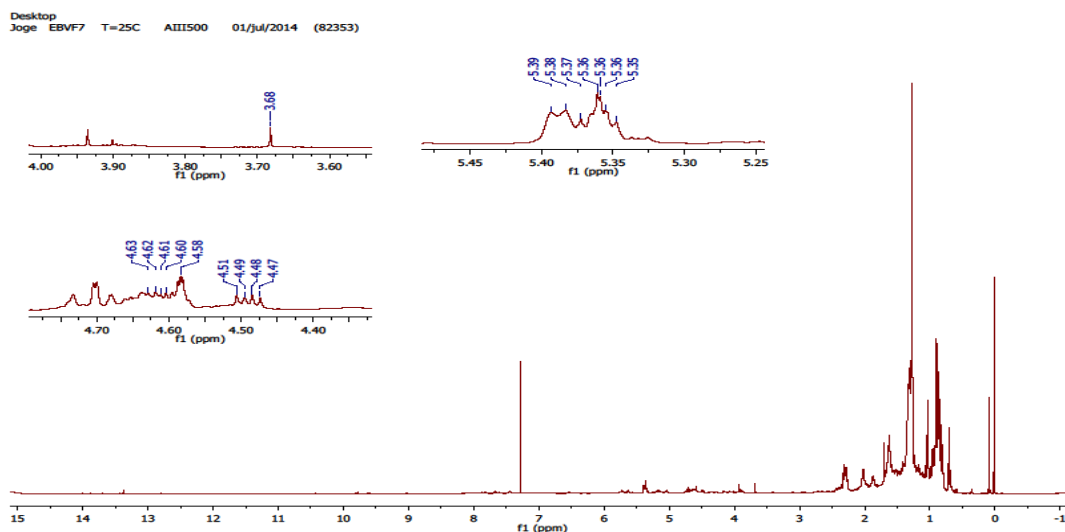 Desktop
Joge EBVF7 T=25C AIII500 01/jul/2014 (82353)
3.68
4.00 3.90 3.80 3.70 3.60
f1 (ppm)
5.39 5.38 5.37 5.36 5.36 5.36 5.35
5.45 5.40 5.35 5.30 5.25
f1 (ppm)
4.63 4.62 4.61 4.60 4.58 4.51 4.49 4.48 4.47
4.70 4.60 4.50 4.40
f1 (ppm)
15 14 13 12 11 10 9 8 7 6 5 4 3 2 1 0 -1
f1 (ppm)